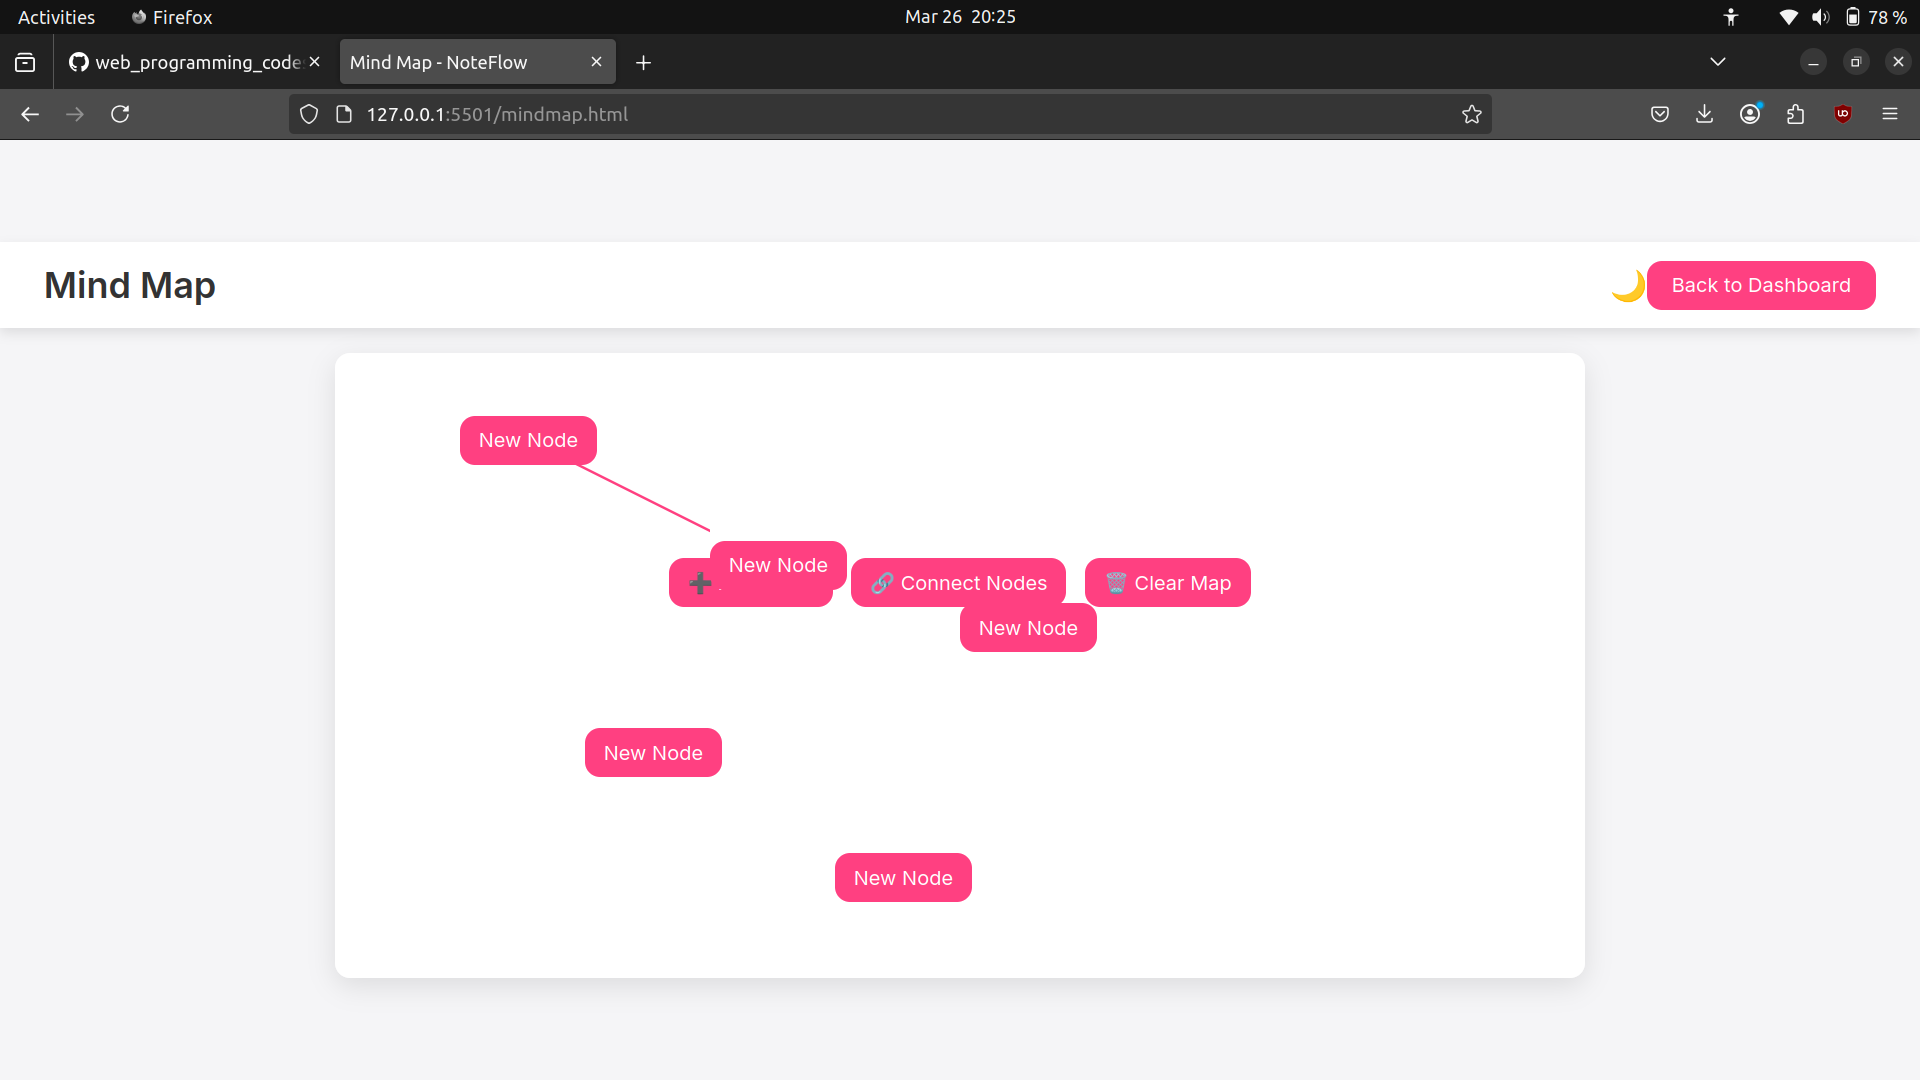 Activities Firefox Mar 26 20:25 78 %
web_programming_code Mind Map - NoteFlow
127.0.0.1:5501/mindmap.html
Mind Map Back to Dashboard
New Node
New Node
Connect Nodes Clear Map
New Node
New Node
New Node